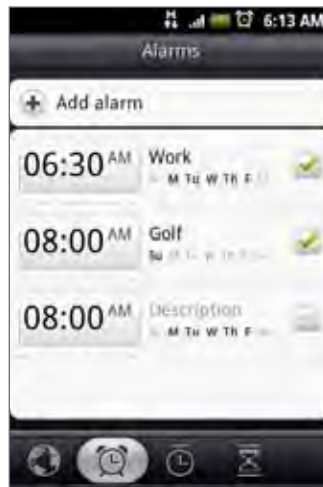 H 6:13 AM
Alarms
Add alarm
06:30 AM Work
M Tu W Th F
08:00 AM Golf
Su
08:00 AM Description
M Tu W Th F